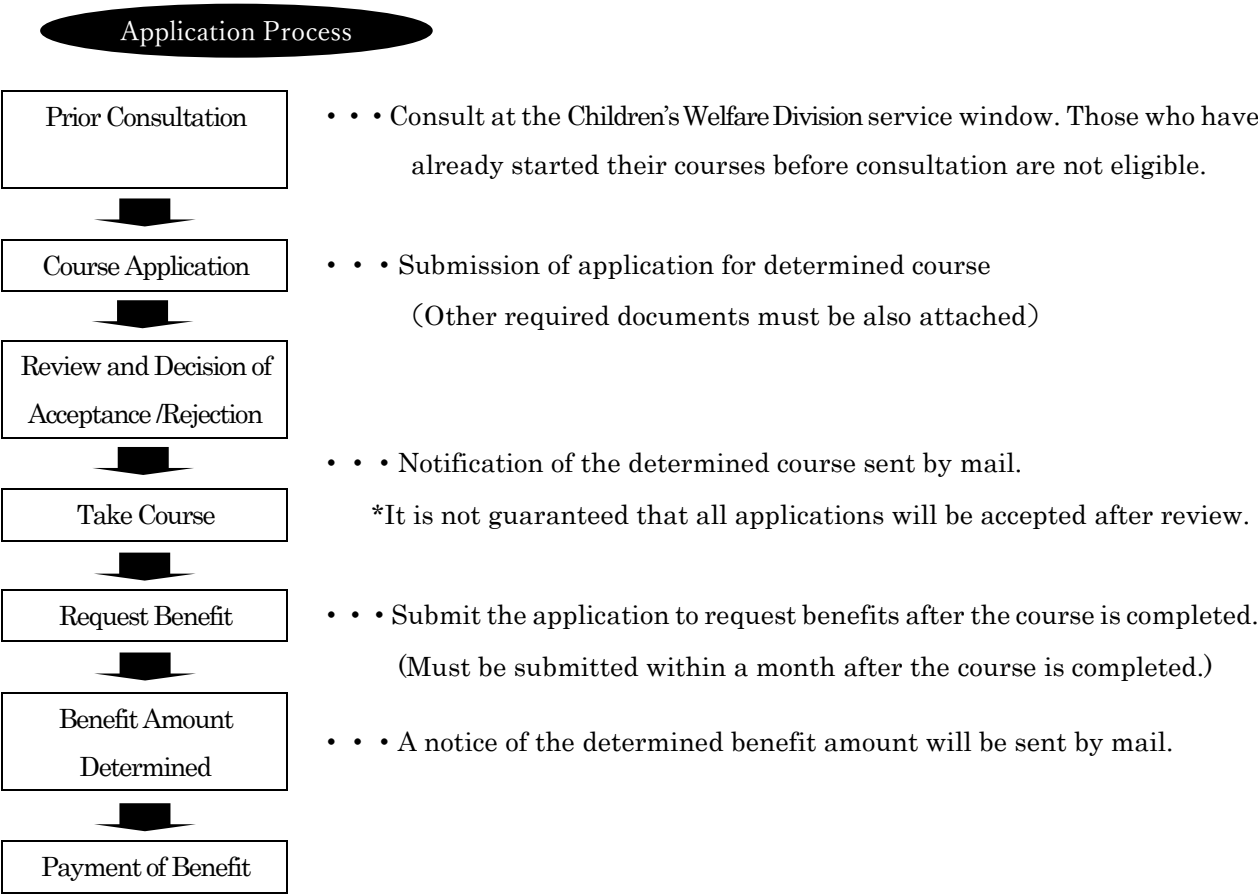 Application Process
Prior Consultation
・・・Consult at the Children's Welfare Division service window. Those who have
already started their courses before consultation are not eligible.
Course Application
・・・Submission of application for determined course
（Other required documents must be also attached）
Review and Decision of
Acceptance /Rejection
・・・Notification of the determined course sent by mail.
Take Course
*It is not guaranteed that all applications will be accepted after review.
Request Benefit
・・・Submit the application to request benefits after the course is completed.
(Must be submitted within a month after the course is completed.)
Benefit Amount
Determined
・・・A notice of the determined benefit amount will be sent by mail.
Payment of Benefit